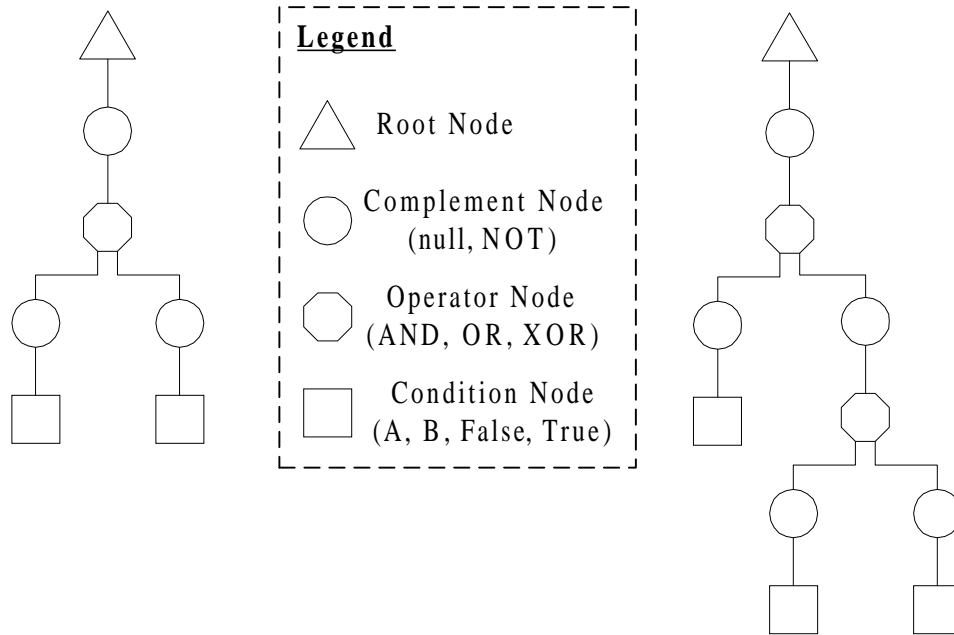 Legend
Root Node
Complement Node
(null, NOT)
Operator Node
(AND, OR, XOR)
Condition Node
(A, B, False, True)